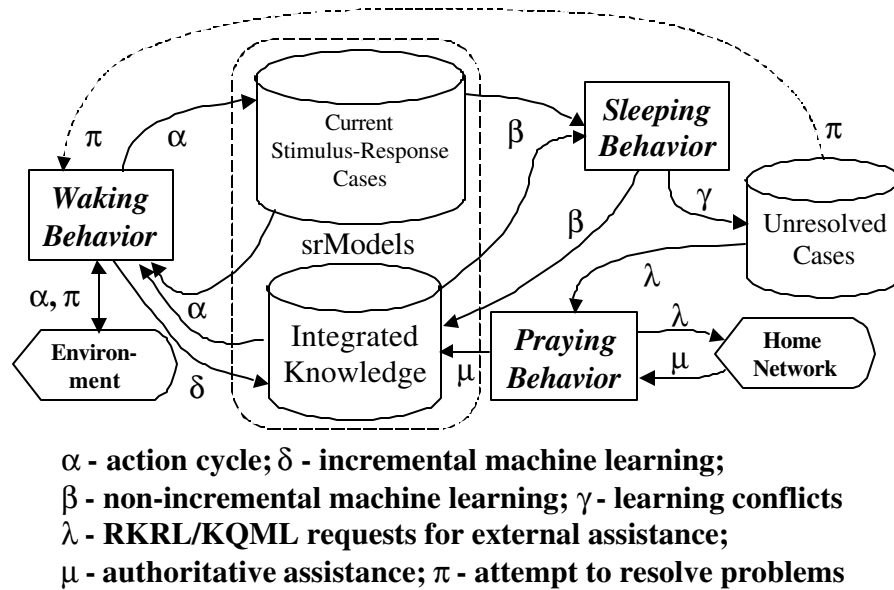 π
α
Current
Stimulus-Response
Cases
β
Sleeping
Behavior
π
Waking
Behavior
γ
Unresolved
Cases
srModels
β
λ
α, π
α
Integrated
Knowledge
Praying
Behavior
λ
Home
Network
Environ-
ment
δ
μ
μ
α - action cycle; δ - incremental machine learning;
β - non-incremental machine learning; γ - learning conflicts
λ - RKRL/KQML requests for external assistance;
μ - authoritative assistance; π - attempt to resolve problems